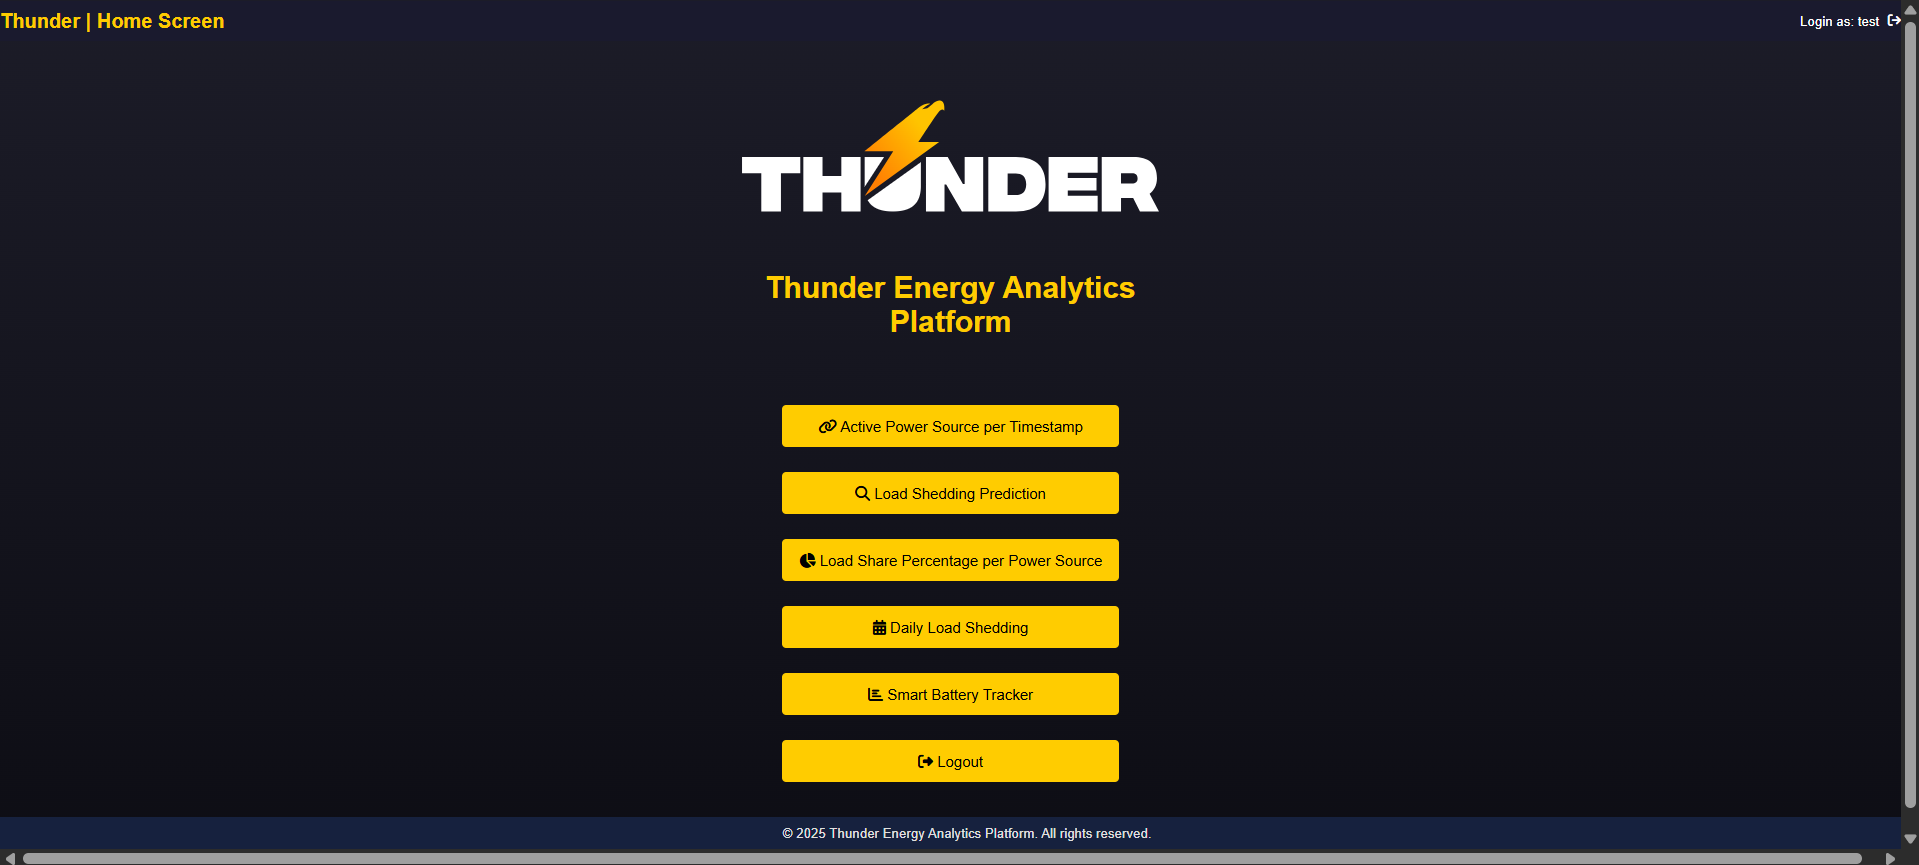 Thunder | Home Screen
Login as: test
THUNDER
Thunder Energy Analytics
Platform
Active Power Source per Timestamp
Load Shedding Prediction
Load Share Percentage per Power Source
Daily Load Shedding
Smart Battery Tracker
Logout
© 2025 Thunder Energy Analytics Platform. All rights reserved.